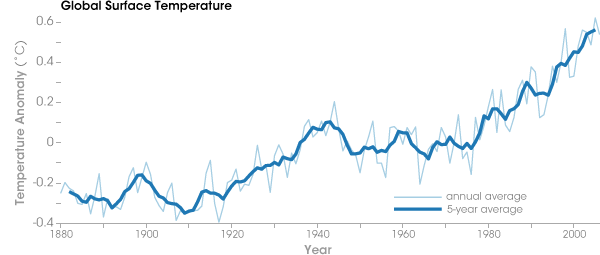 Global Surface Temperature
0.6
0.4
0.2
0
-0.2
-0.4
Temperature Anomaly (˚C)
annual average
5-year average
1880 1900 1920 1940 1960 1980 2000
Year